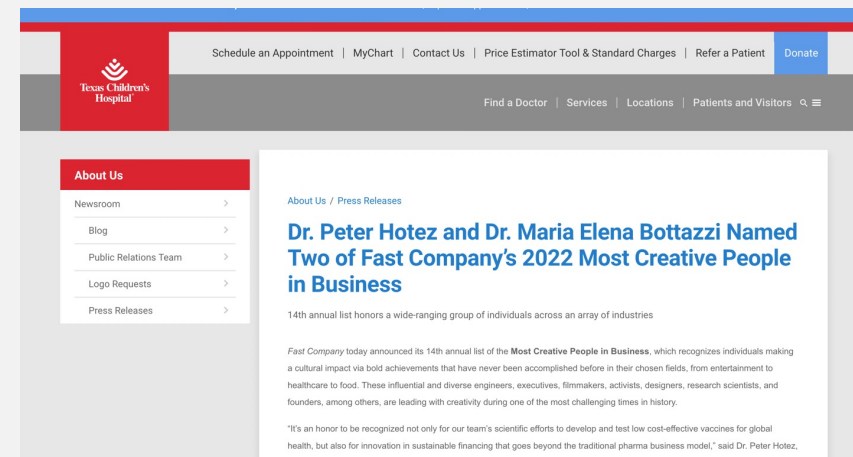 Schedule an Appointment | MyChart | Contact Us | Price Estimator Tool & Standard Charges | Refer a Patient Donate
Texas Children's
Hospital
Find a Doctor | Services | Locations | Patients and Visitors
About Us
Newsroom
Blog
Public Relations Team
Logo Requests
Press Releases
About Us / Press Releases
Dr. Peter Hotez and Dr. Maria Elena Bottazzi Named
Two of Fast Company's 2022 Most Creative People
in Business
14th annual list honors a wide-ranging group of individuals across an array of industries
Fast Company today announced its 14th annual list of the Most Creative People in Business, which recognizes individuals making
a cultural impact via bold achievements that have never been accomplished before in their chosen fields, from entertainment to
healthcare to food. These influential and diverse engineers, executives, filmmakers, activists, designers, research scientists, and
founders, among others, are leading with creativity during one of the most challenging times in history.
"It's an honor to be recognized not only for our team's scientific efforts to develop and test low cost-effective vaccines for global
health, but also for innovation in sustainable financing that goes beyond the traditional pharma business model," said Dr. Peter Hotez,